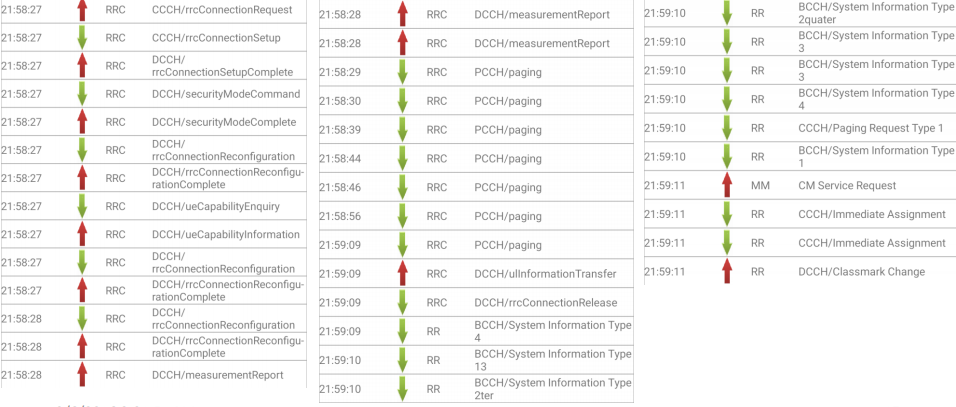 21:58:27 RRC CCCH/rrcConnectionRequest
21:58:27 RRC CCCH/rrcConnectionSetup
21:58:27 RRC DCCH/
rrcConnectionSetupComplete
21:58:27 RRC DCCH/securityModeCommand
21:58:27 RRC DCCH/securityModeComplete
21:58:27 RRC DCCH/
rrcConnectionReconfiguration
21:58:27 RRC DCCH/rrcConnectionReconfigu-
rationComplete
21:58:27 RRC DCCH/ueCapabilityEnquiry
21:58:27 RRC DCCH/ueCapabilityInformation
21:58:27 RRC DCCH/
rrcConnectionReconfiguration
21:58:27 RRC DCCH/rrcConnectionReconfigu-
rationComplete
21:58:28 RRC DCCH/
rrcConnectionReconfiguration
21:58:28 RRC DCCH/rrcConnectionReconfigu-
rationComplete
21:58:28 RRC DCCH/measurementReport
21:58:28 RRC DCCH/measurementReport
21:58:28 RRC DCCH/measurementReport
21:58:29 RRC PCCH/paging
21:58:30 RRC PCCH/paging
21:58:39 RRC PCCH/paging
21:58:44 RRC PCCH/paging
21:58:46 RRC PCCH/paging
21:58:56 RRC PCCH/paging
21:59:09 RRC PCCH/paging
21:59:09 RRC DCCH/ulInformationTransfer
21:59:09 RRC DCCH/rrcConnectionRelease
21:59:09 RR BCCH/System Information Type
4
21:59:10 RR BCCH/System Information Type
13
21:59:10 RR BCCH/System Information Type
2ter
21:59:10 RR BCCH/System Information Type
2quater
21:59:10 RR BCCH/System Information Type
3
21:59:10 RR BCCH/System Information Type
3
21:59:10 RR BCCH/System Information Type
4
21:59:10 RR CCCH/Paging Request Type 1
21:59:10 RR BCCH/System Information Type
1
21:59:11 MM CM Service Request
21:59:11 RR CCCH/Immediate Assignment
21:59:11 RR CCCH/Immediate Assignment
21:59:11 RR DCCH/Classmark Change